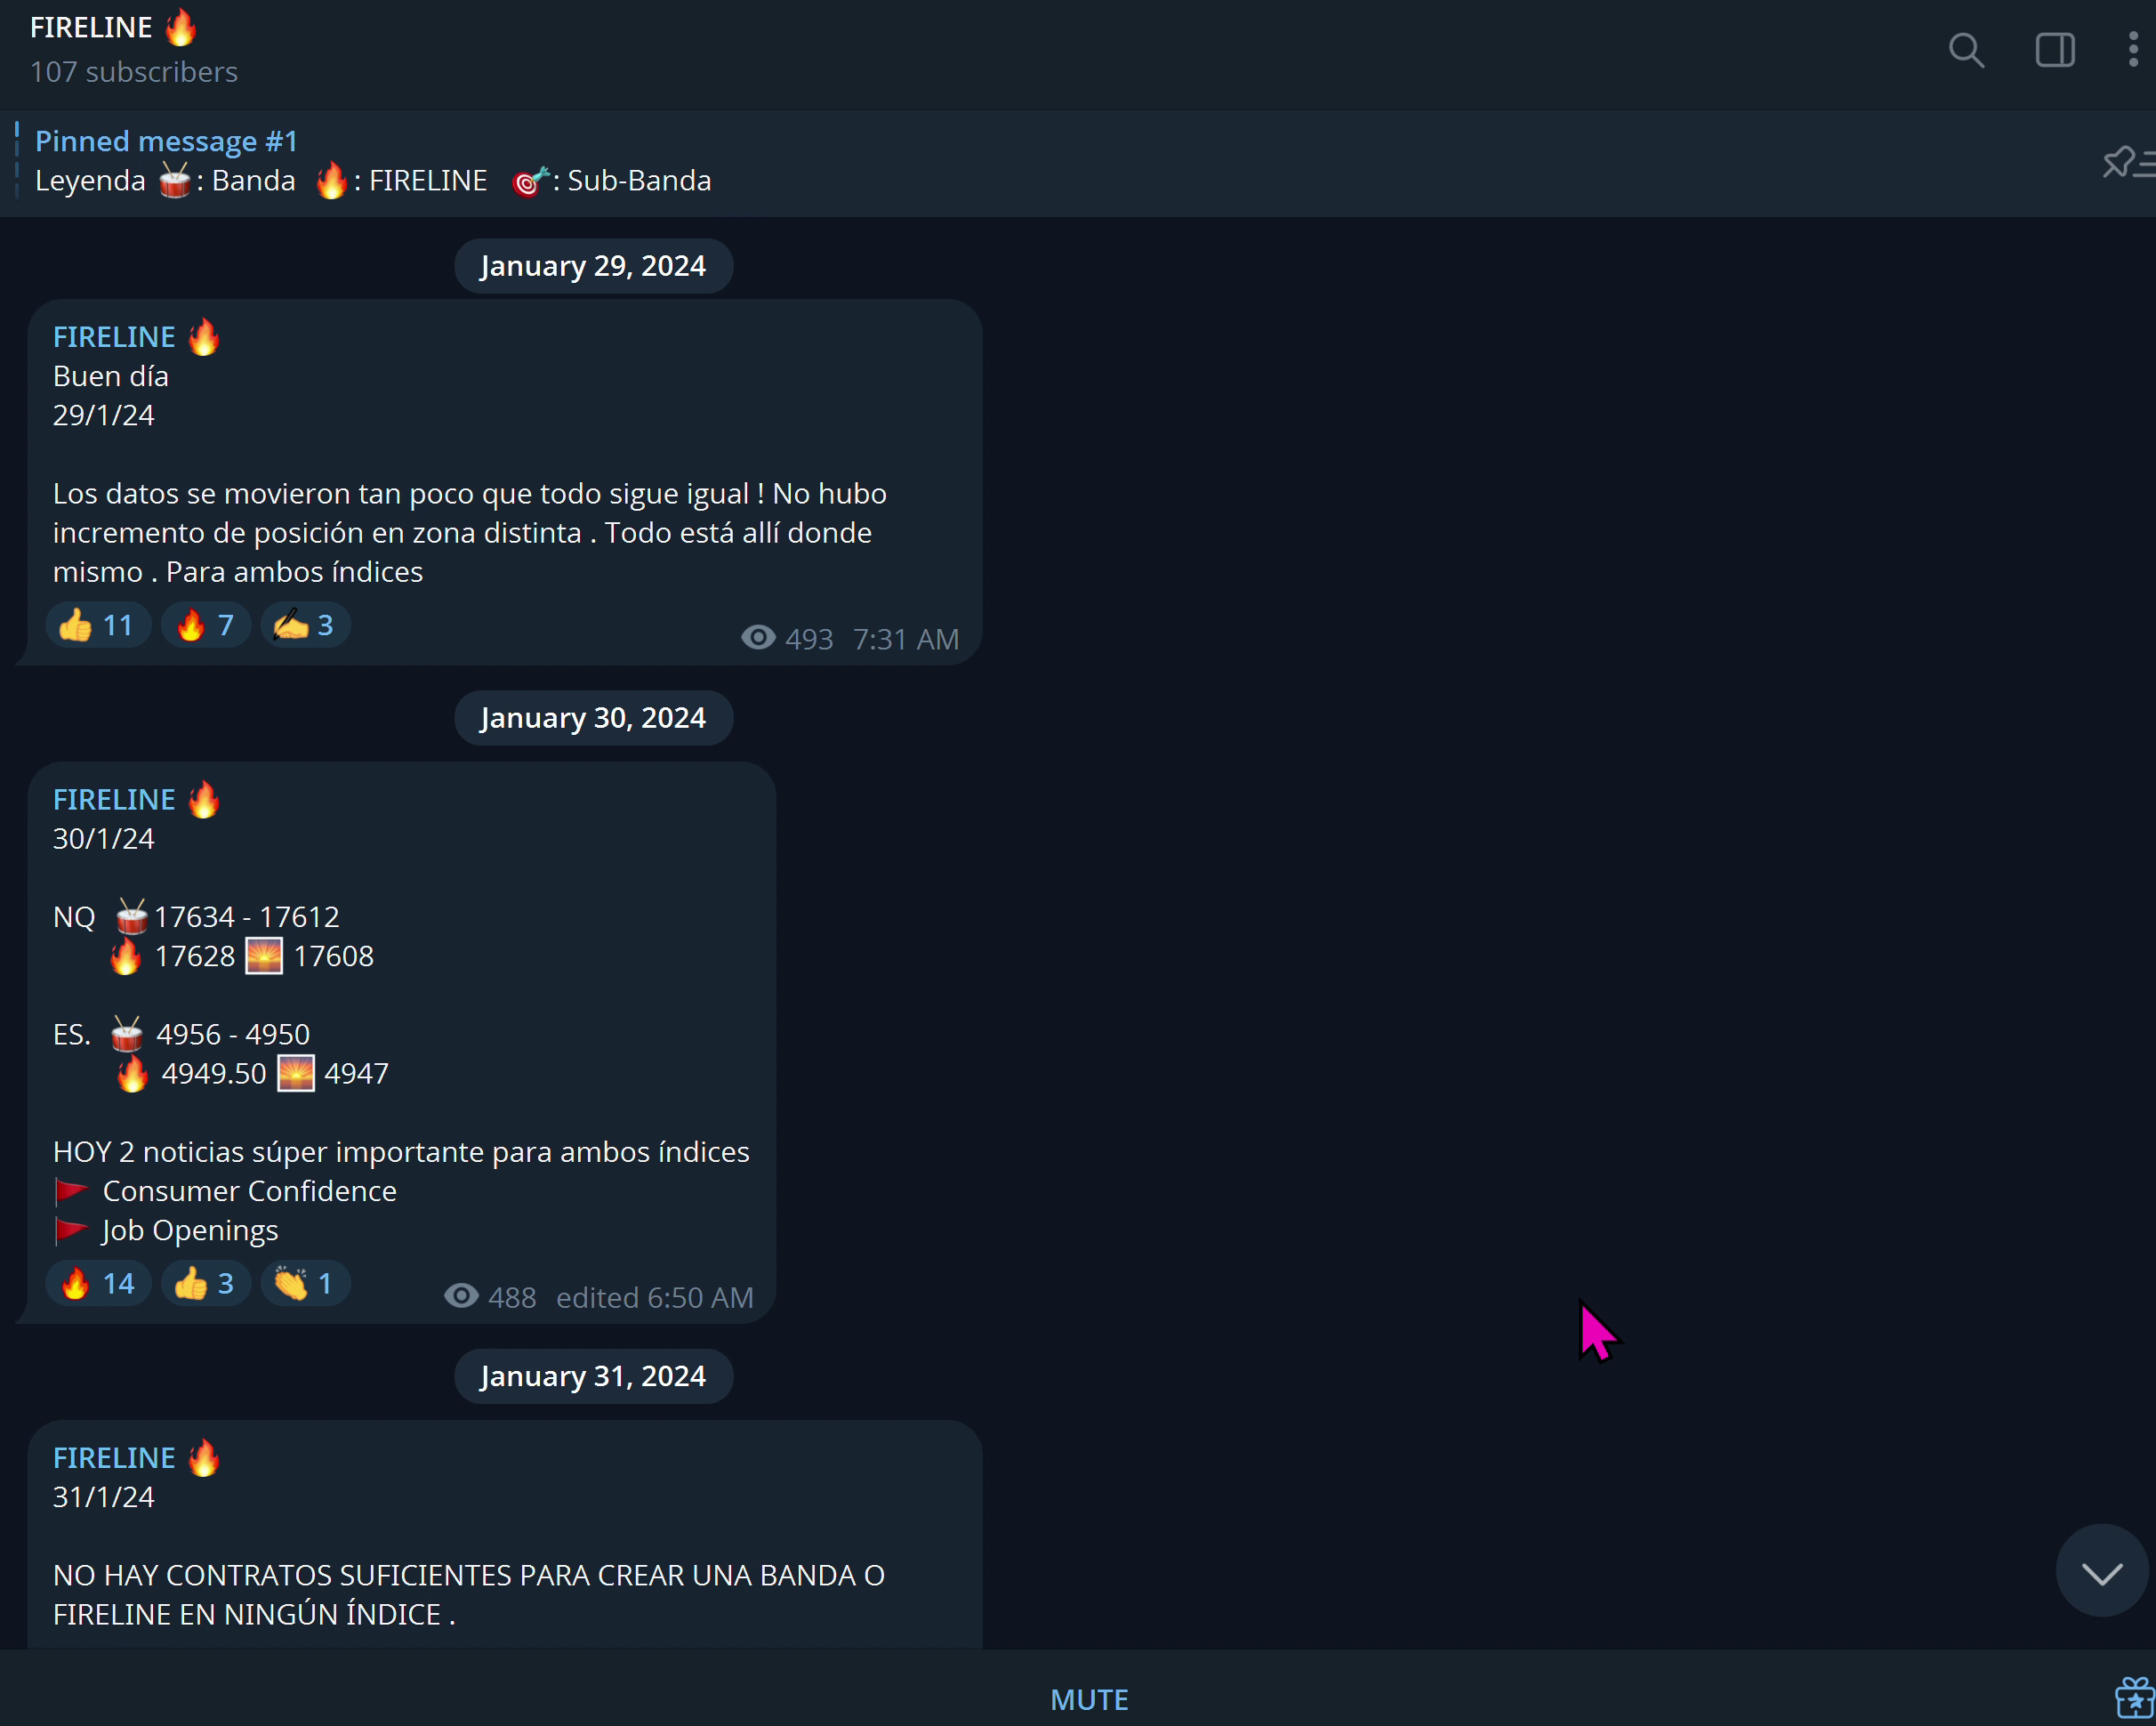 FIRELINE 🔥
107 subscribers
Pinned message #1
Leyenda 🥁: Banda 🔥: FIRELINE 🎯: Sub-Banda
January 29, 2024
FIRELINE 🔥
Buen día
29/1/24
Los datos se movieron tan poco que todo sigue igual ! No hubo
incremento de posición en zona distinta . Todo está allí donde
mismo . Para ambos índices
👍 11 🔥 7 ✍️ 3
493 7:31 AM
January 30, 2024
FIRELINE 🔥
30/1/24
NQ 🥁 17634 - 17612
🔥 17628 🌅 17608
ES. 🥁 4956 - 4950
🔥 4949.50 🌅 4947
HOY 2 noticias súper importante para ambos índices
🚩 Consumer Confidence
🚩 Job Openings
🔥 14 👍 3 👏 1
488 edited 6:50 AM
January 31, 2024
FIRELINE 🔥
31/1/24
NO HAY CONTRATOS SUFICIENTES PARA CREAR UNA BANDA O
FIRELINE EN NINGÚN ÍNDICE .
MUTE